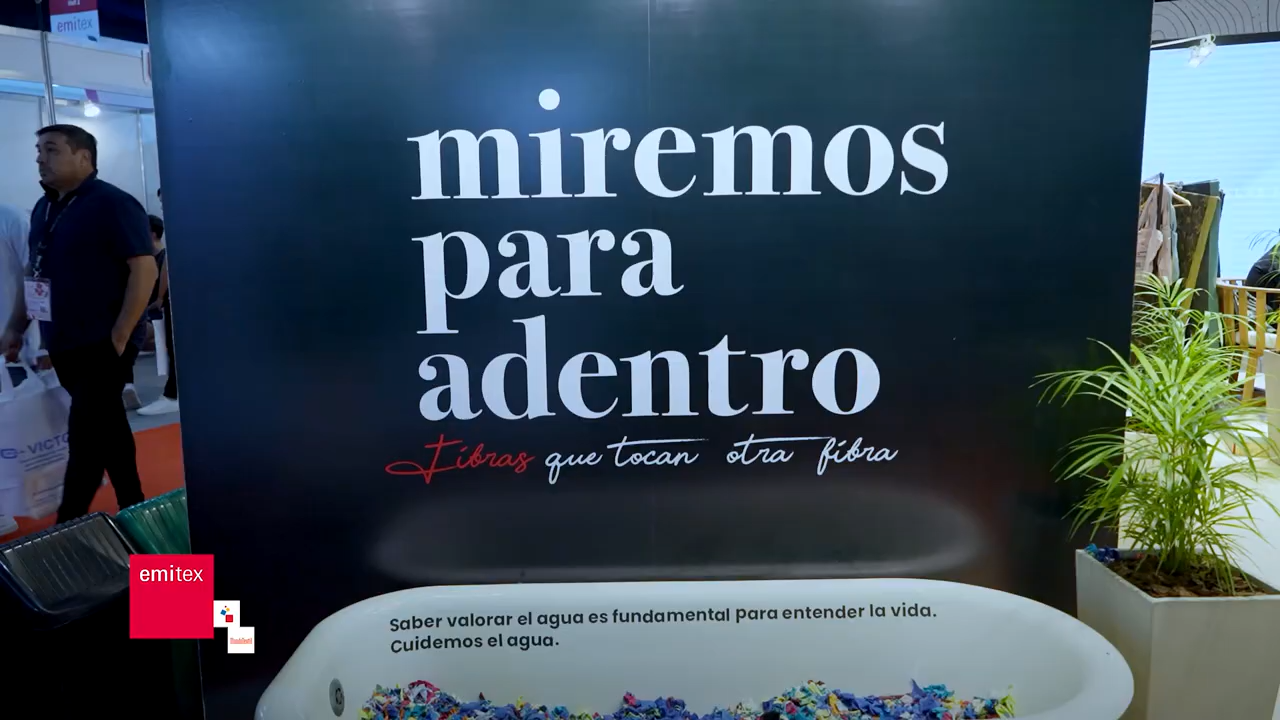 emitex
miremos
para
adentro
Fibras que tocan otra fibra
Saber valorar el agua es fundamental para entender la vida.
Cuidemos el agua.
emitex